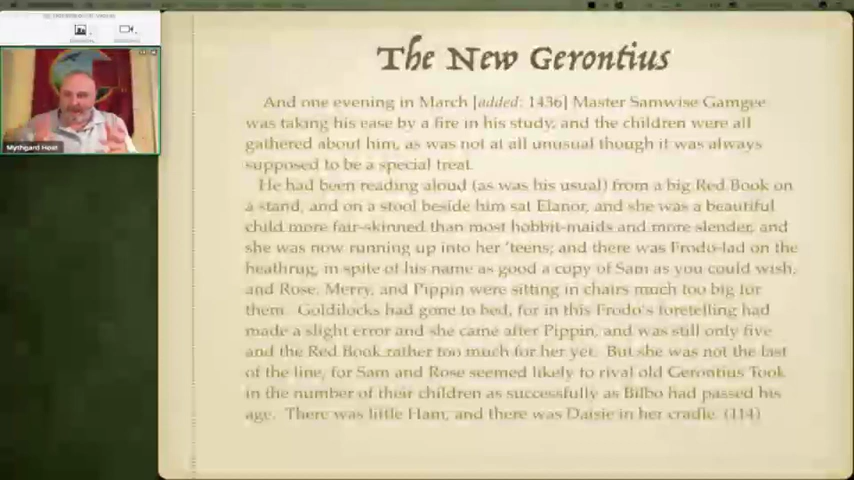 The New Gerontius
And one evening in March [added: 1436] Master Samwise Gamgee
was taking his ease by a fire in his study, and the children were all
gathered about him, as was not at all unusual though it was always
supposed to be a special treat.
He had been reading aloud (as was his usual) from a big Red Book on
a stand, and on a stool beside him sat Elanor, and she was a beautiful
child more fair-skinned than most hobbit-maids and more slender, and
she was now running up into her 'teens; and there was Frodo-lad on the
heathrug, in spite of his name as good a copy of Sam as you could wish,
and Rose, Merry, and Pippin were sitting in chairs much too big for
them. Goldilocks had gone to bed, for in this Frodo's foretelling had
made a slight error and she came after Pippin, and was still only five
and the Red Book rather too much for her yet. But she was not the last
of the line, for Sam and Rose seemed likely to rival old Gerontius Took
in the number of their children as successfully as Bilbo had passed his
age. There was little Ham, and there was Daisie in her cradle. (114)
Mythgard Host